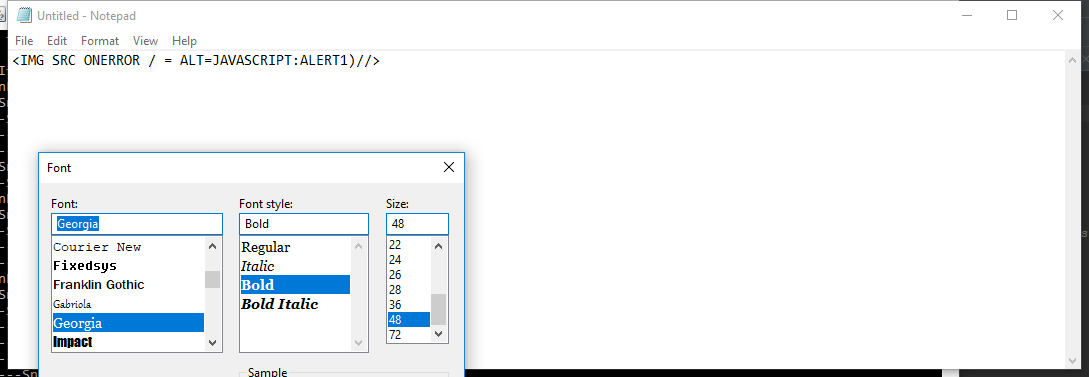 Untitled - Notepad
File Edit Format View Help
<IMG SRC ONERROR / = ALT=JAVASCRIPT:ALERT1)//>
Font
Font: Font style: Size:
Georgia Bold 48
Courier New
Fixedsys
Franklin Gothic
Gabriola
Georgia
Impact
Regular
Italic
Bold
Bold Italic
22
24
26
28
36
48
72
Sample